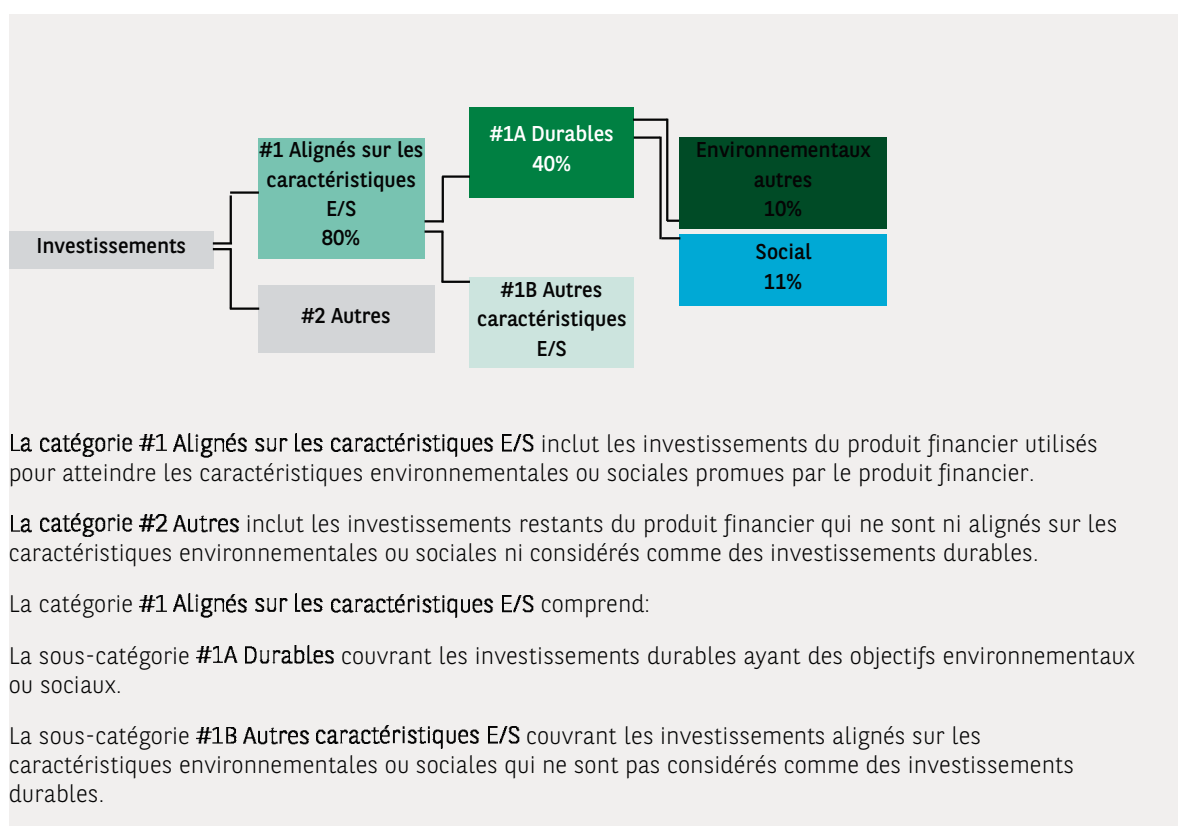 #1A Durables
40%
#1 Alignés sur les
caractéristiques
E/S
80%
Environnementaux
autres
10%
Investissements
Social
11%
#2 Autres
#1B Autres
caractéristiques
E/S
La catégorie #1 Alignés sur les caractéristiques E/S inclut les investissements du produit financier utilisés
pour atteindre les caractéristiques environnementales ou sociales promues par le produit financier.
La catégorie #2 Autres inclut les investissements restants du produit financier qui ne sont ni alignés sur les
caractéristiques environnementales ou sociales ni considérés comme des investissements durables.
La catégorie #1 Alignés sur les caractéristiques E/S comprend:
La sous-catégorie #1A Durables couvrant les investissements durables ayant des objectifs environnementaux
ou sociaux.
La sous-catégorie #1B Autres caractéristiques E/S couvrant les investissements alignés sur les
caractéristiques environnementales ou sociales qui ne sont pas considérés comme des investissements
durables.